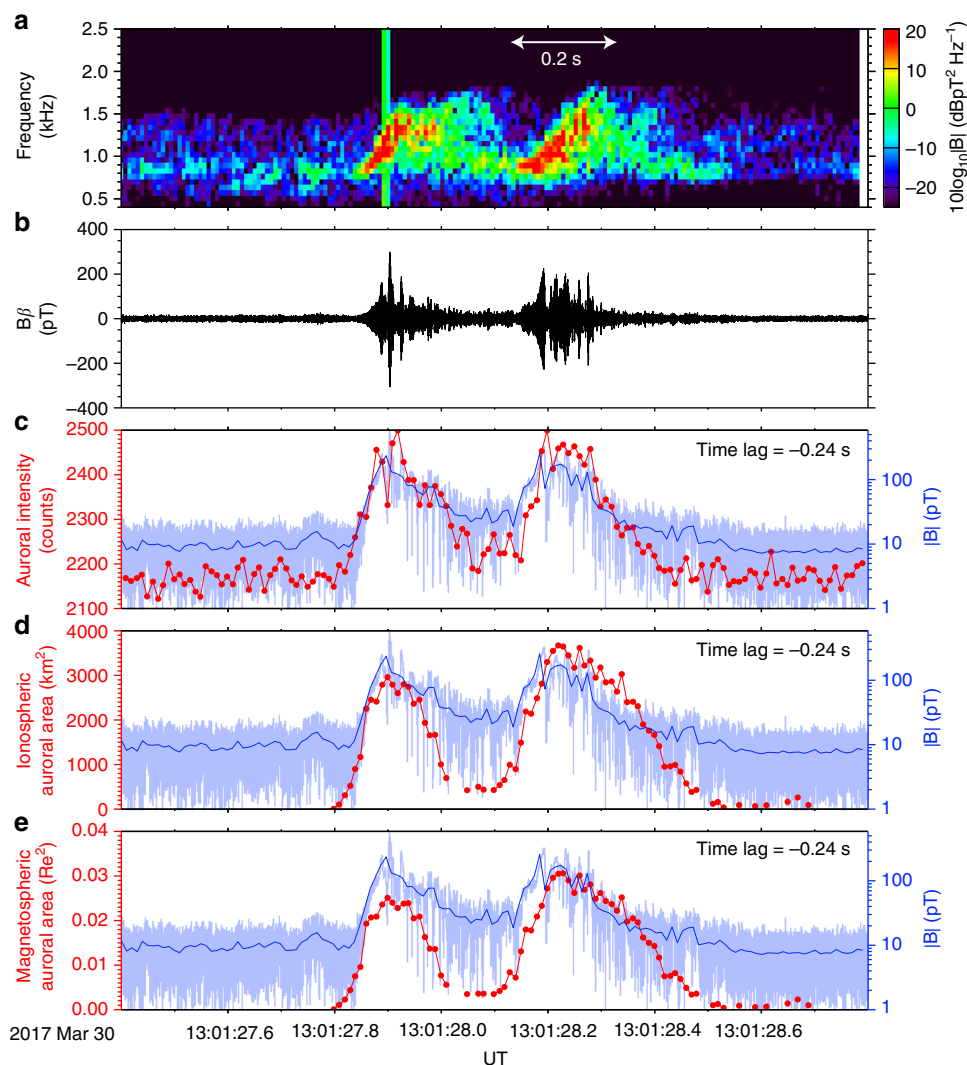 a
2.5
2.0
1.5
1.0
0.5
Frequency
(kHz)
0.2 s
20
10
0
−10
−20
10log₁₀|B| (dBpT² Hz⁻¹)
b
400
200
0
−200
−400
Bβ
(pT)
c
2500
2400
2300
2200
2100
Auroral intensity
(counts)
Time lag = −0.24 s
100
10
1
|B| (pT)
d
4000
3000
2000
1000
0
Ionospheric
auroral area (km²)
Time lag = −0.24 s
100
10
1
|B| (pT)
e
0.04
0.03
0.02
0.01
0.00
Magnetospheric
auroral area (Re²)
Time lag = −0.24 s
100
10
1
|B| (pT)
2017 Mar 30
13:01:27.6
13:01:27.8
13:01:28.0
13:01:28.2
13:01:28.4
13:01:28.6
UT